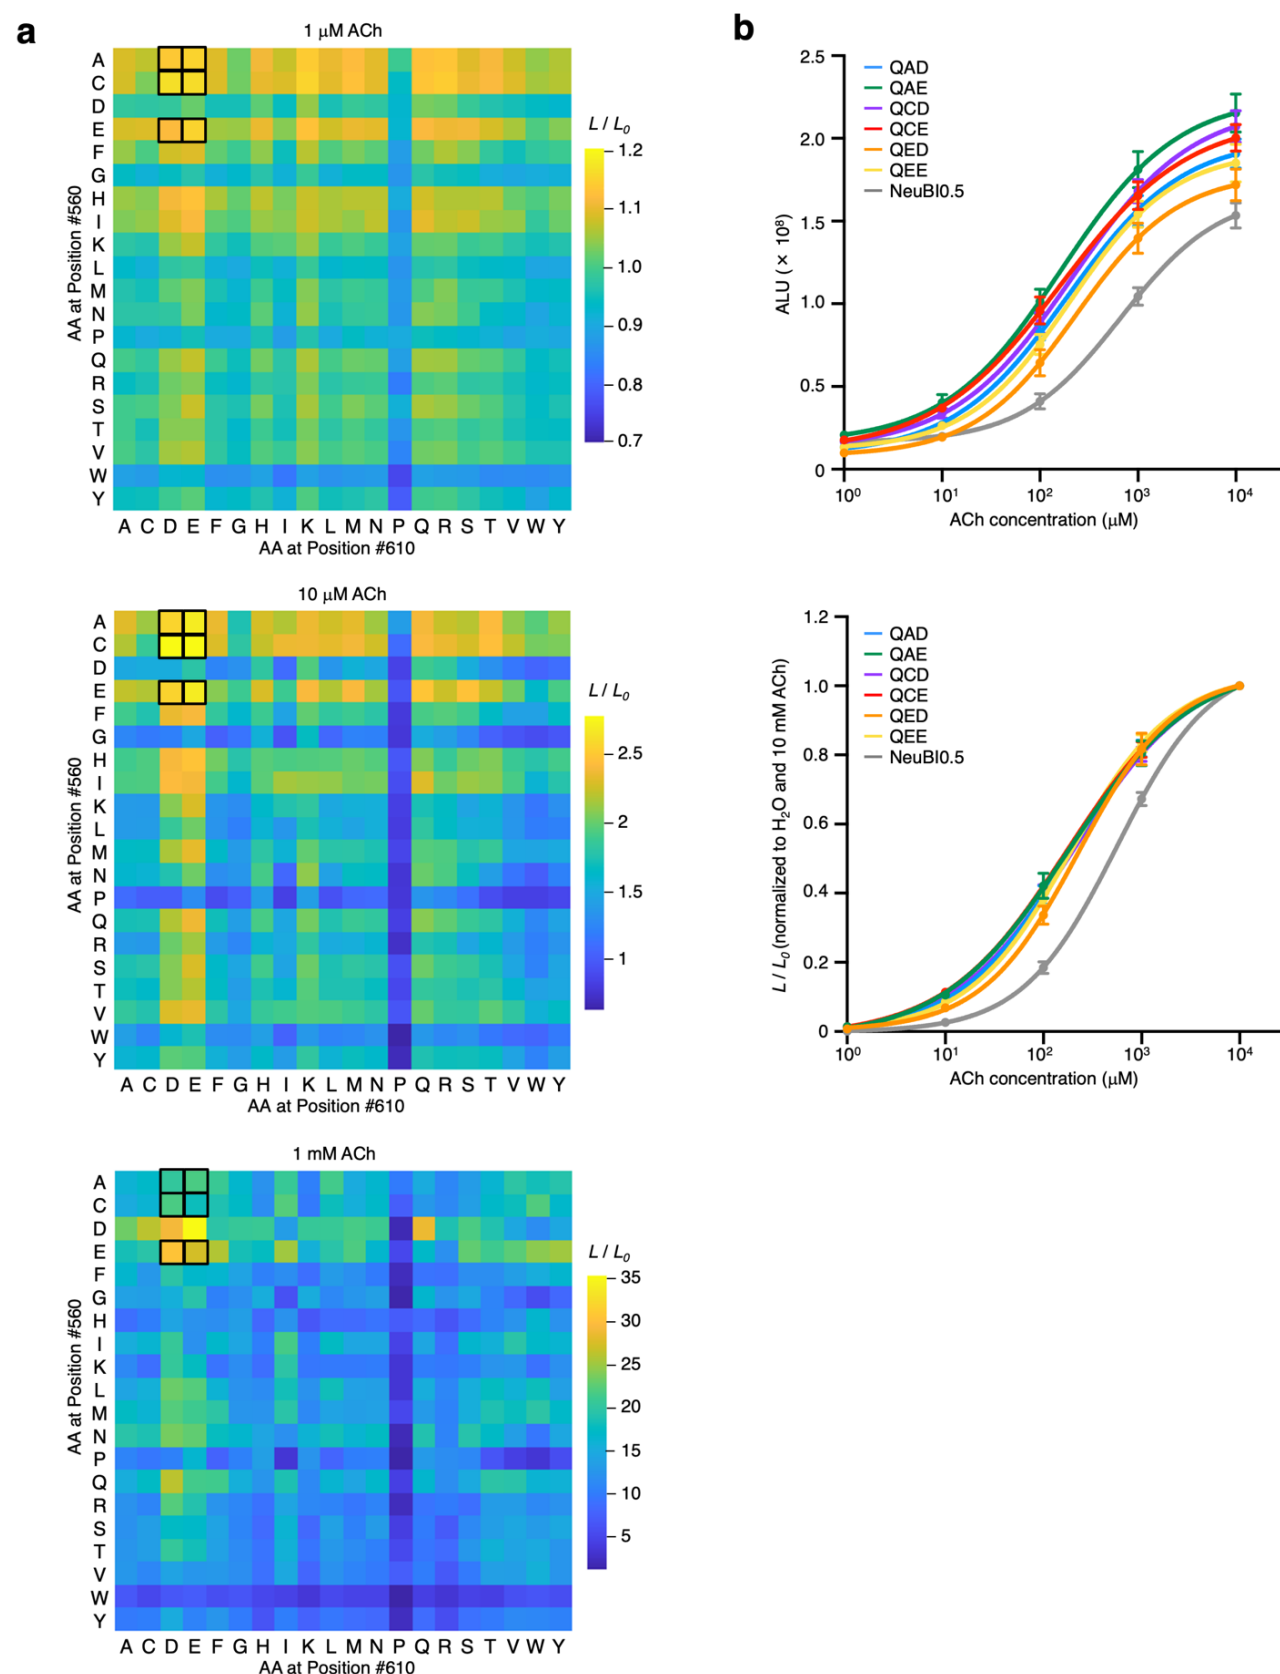 a
1 μM ACh
A
C
D
E
F
G
H
I
K
L
M
N
P
Q
R
S
T
V
W
Y
AA at Position #560
A C D E F G H I K L M N P Q R S T V W Y
AA at Position #610
L / L0
1.2
1.1
1.0
0.9
0.8
0.7
10 μM ACh
A
C
D
E
F
G
H
I
K
L
M
N
P
Q
R
S
T
V
W
Y
AA at Position #560
A C D E F G H I K L M N P Q R S T V W Y
AA at Position #610
L / L0
2.5
2
1.5
1
1 mM ACh
A
C
D
E
F
G
H
I
K
L
M
N
P
Q
R
S
T
V
W
Y
AA at Position #560
A C D E F G H I K L M N P Q R S T V W Y
AA at Position #610
L / L0
35
30
25
20
15
10
5
b
2.5
2.0
1.5
1.0
0.5
0
ALU (× 10⁸)
QAD
QAE
QCD
QCE
QED
QEE
NeuBI0.5
10⁰ 10¹ 10² 10³ 10⁴
ACh concentration (μM)
1.2
1.0
0.8
0.6
0.4
0.2
0
L / L0 (normalized to H₂O and 10 mM ACh)
QAD
QAE
QCD
QCE
QED
QEE
NeuBI0.5
10⁰ 10¹ 10² 10³ 10⁴
ACh concentration (μM)